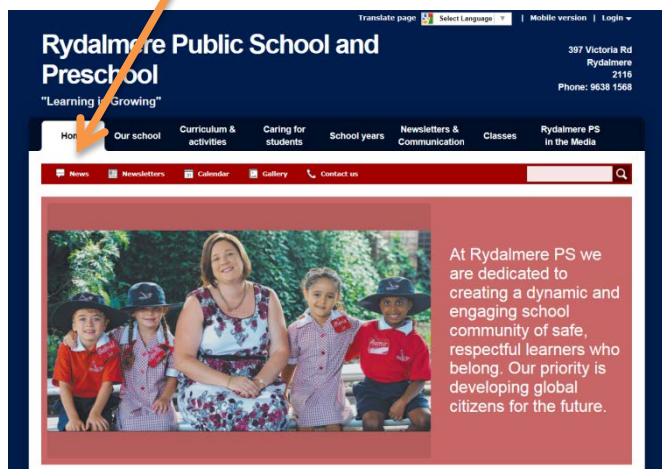 Translate page Select Language ▼ | Mobile version | Login
Rydalmere Public School and
Preschool
"Learning is Growing"
397 Victoria Rd
Rydalmere
2116
Phone: 9638 1568
Home Our school Curriculum & activities Caring for students School years Newsletters & Communication Classes Rydalmere PS in the Media
News Newsletters Calendar Gallery Contact us
At Rydalmere PS we
are dedicated to
creating a dynamic and
engaging school
community of safe,
respectful learners who
belong. Our priority is
developing global
citizens for the future.